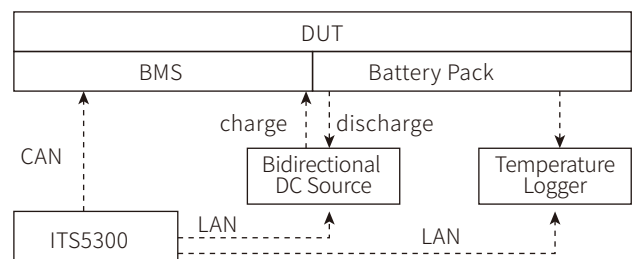 DUT
BMS
Battery Pack
charge
discharge
CAN
Bidirectional
DC Source
Temperature
Logger
LAN
LAN
ITS5300